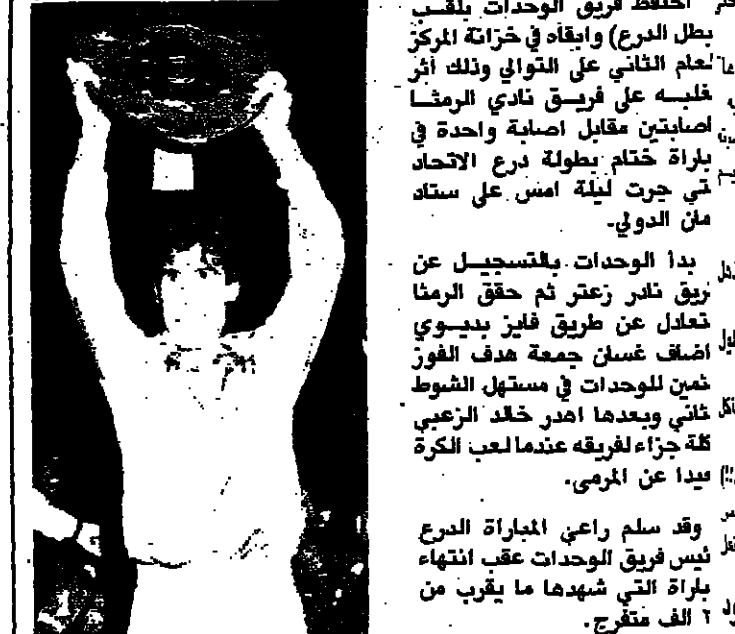 احتفظ فريق الوحدات بلقب
بطل الدرع) وابقاه في خزانة المركز
لعام الثاني على التوالي وذلك اثر
تغلبه على فريق نادي الرمثا
اصابتين مقابل اصابة واحدة في
باراة ختام بطولة درع الاتحاد
تي جرت ليلة امس على ستاد
مان الدولي.
بدأ الوحدات بالتسجيل عن
ريق نادر زعتر ثم حقق الرمثا
تعادل عن طريق فايز بديوي
اضاف غسان جمعة هدف الفوز
ثمين للوحدات في مستهل الشوط
ثاني وبعدها اهدر خالد الزعبي
كلة جزاء لفريقه عندما لعب الكرة
عيدا عن المرمى.
وقد سلم راعي المباراة الدرع
ئيس فريق الوحدات عقب انتهاء
باراة التي شهدها ما يقرب من
٢ الف متفرج.